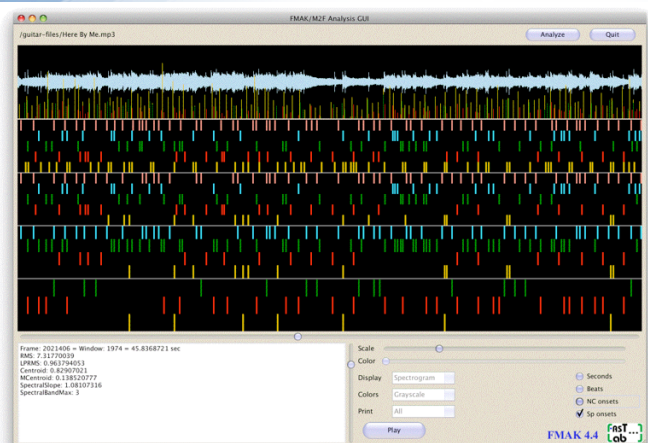 FMAK/M2F Analysis GUI
/guitar-files/Here By Me.mp3
Analyze
Quit
Frame: 2021406 = Window: 1974 = 45.8368721 sec
RMS: 7.31770039
LPRMS: 0.963794053
Centroid: 0.82907021
MCentroid: 0.138520777
SpectralSlope: 1.08107316
SpectralBandMax: 3
Scale
Color
Display
Spectrogram
Colors
Grayscale
Print
All
Play
Seconds
Beats
NC onsets
Sp onsets
FMAK 4.4
FAST...
Lab